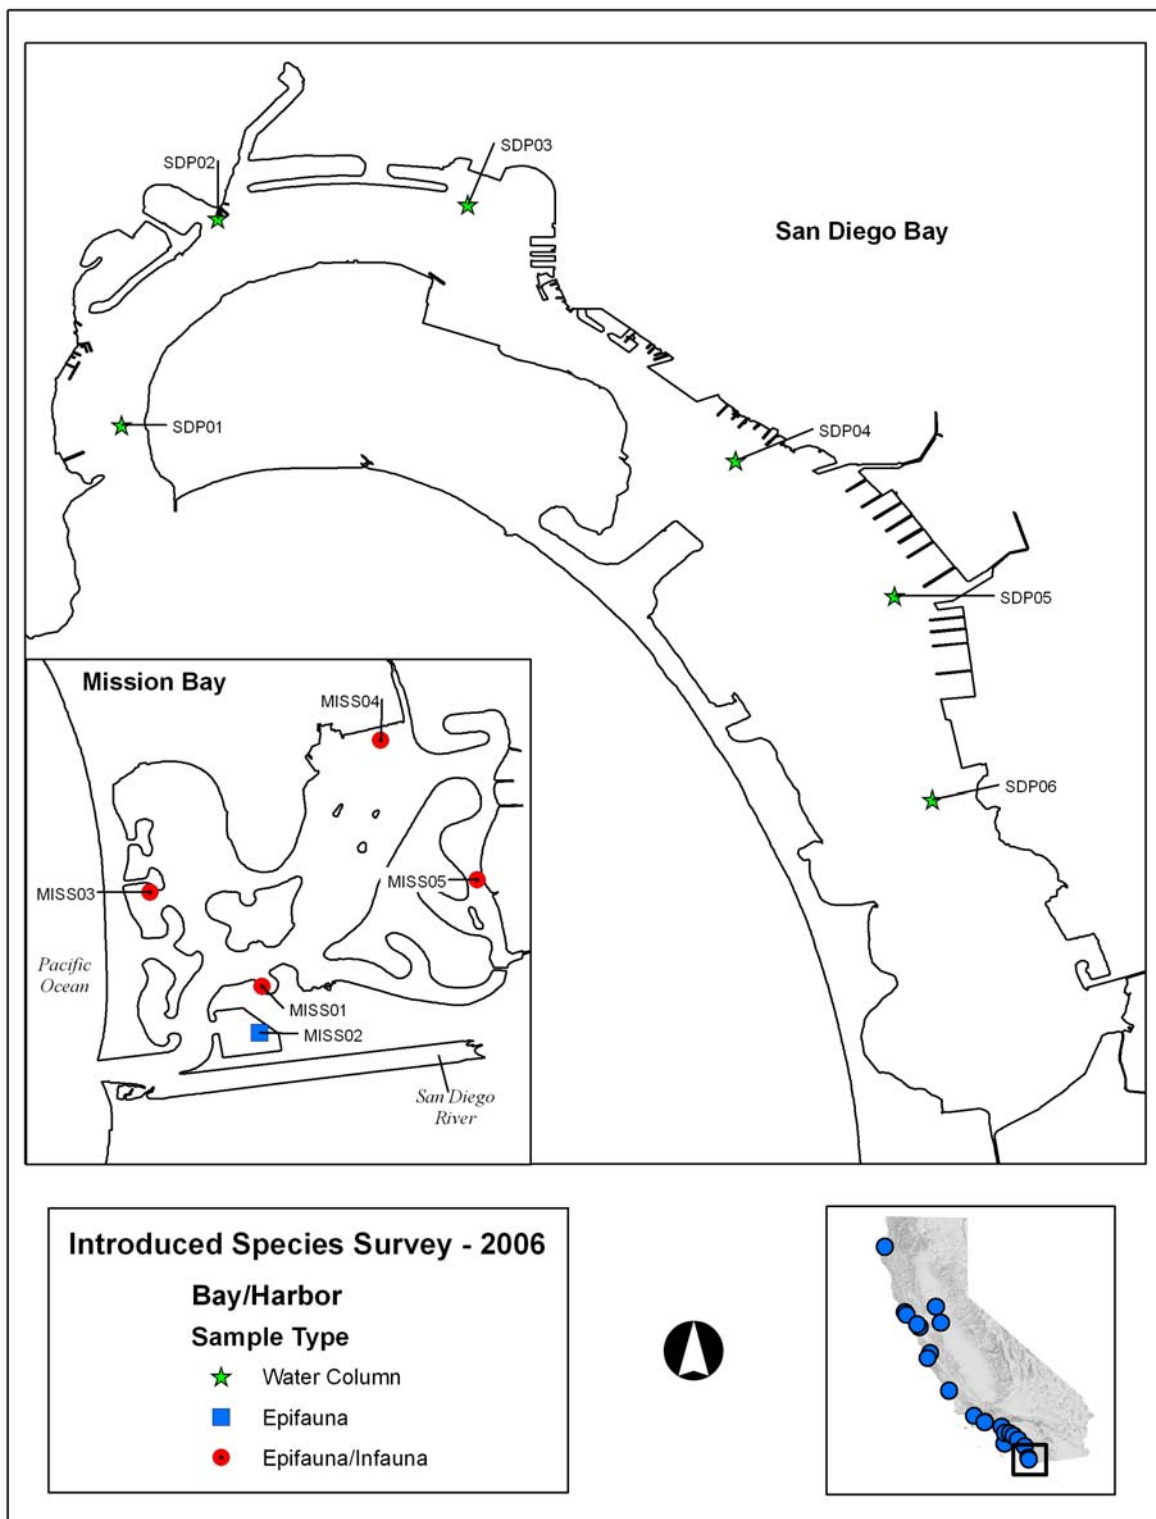 SDP03
SDP02
San Diego Bay
SDP01
SDP04
SDP05
Mission Bay
MISS04
SDP06
MISS03
MISS05
Pacific
Ocean
MISS01
MISS02
San Diego
River
Introduced Species Survey - 2006
Bay/Harbor
Sample Type
Water Column
Epifauna
Epifauna/Infauna